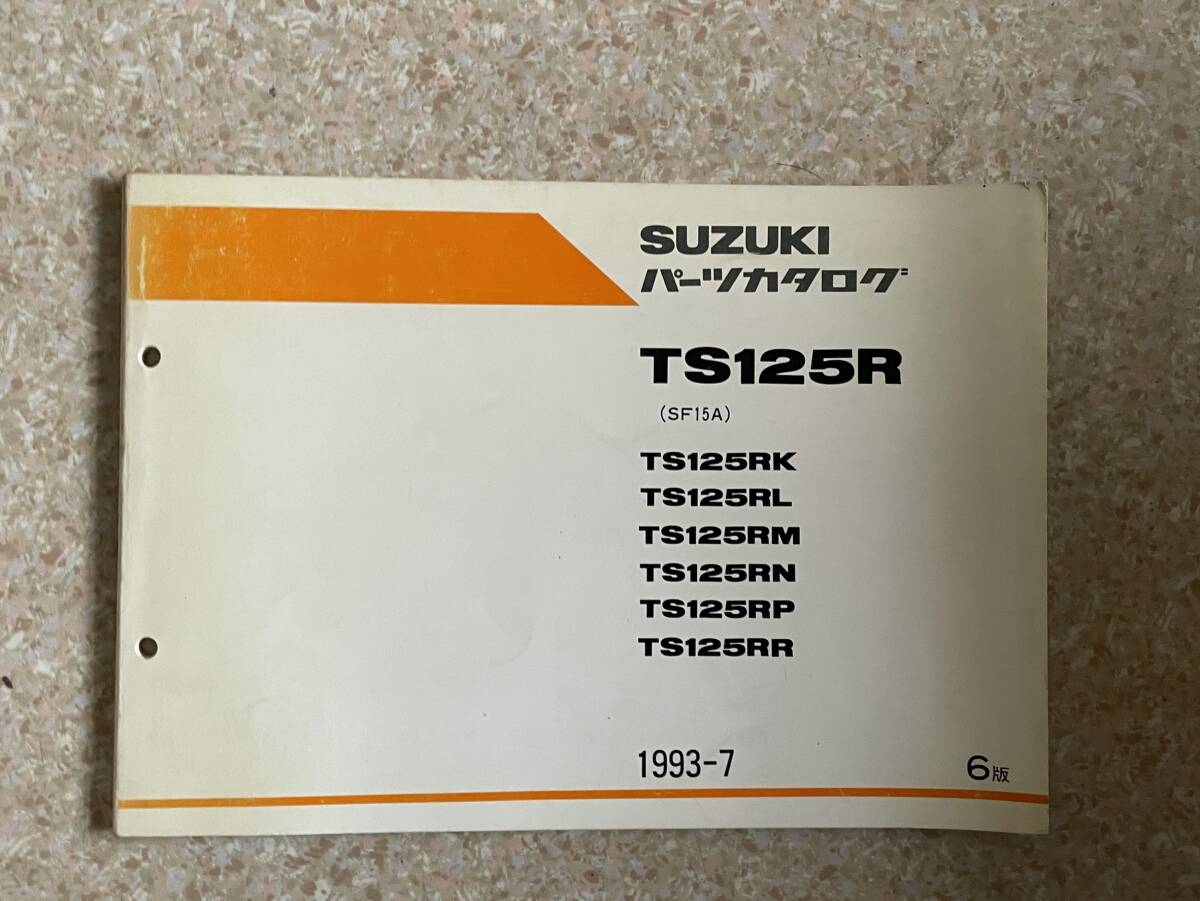 SUZUKI
パーツカタログ
TS125R
(SF15A)
TS125RK
TS125RL
TS125RM
TS125RN
TS125RP
TS125RR
1993-7 6版